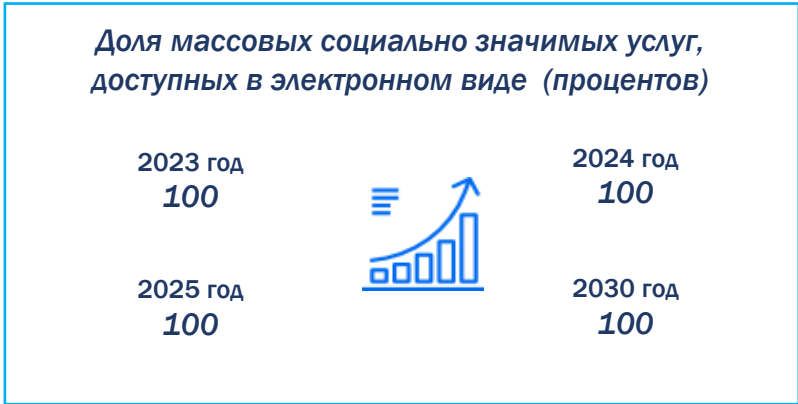 Доля массовых социально значимых услуг,
доступных в электронном виде (процентов)
2023 год
100
2024 год
100
2025 год
100
2030 год
100